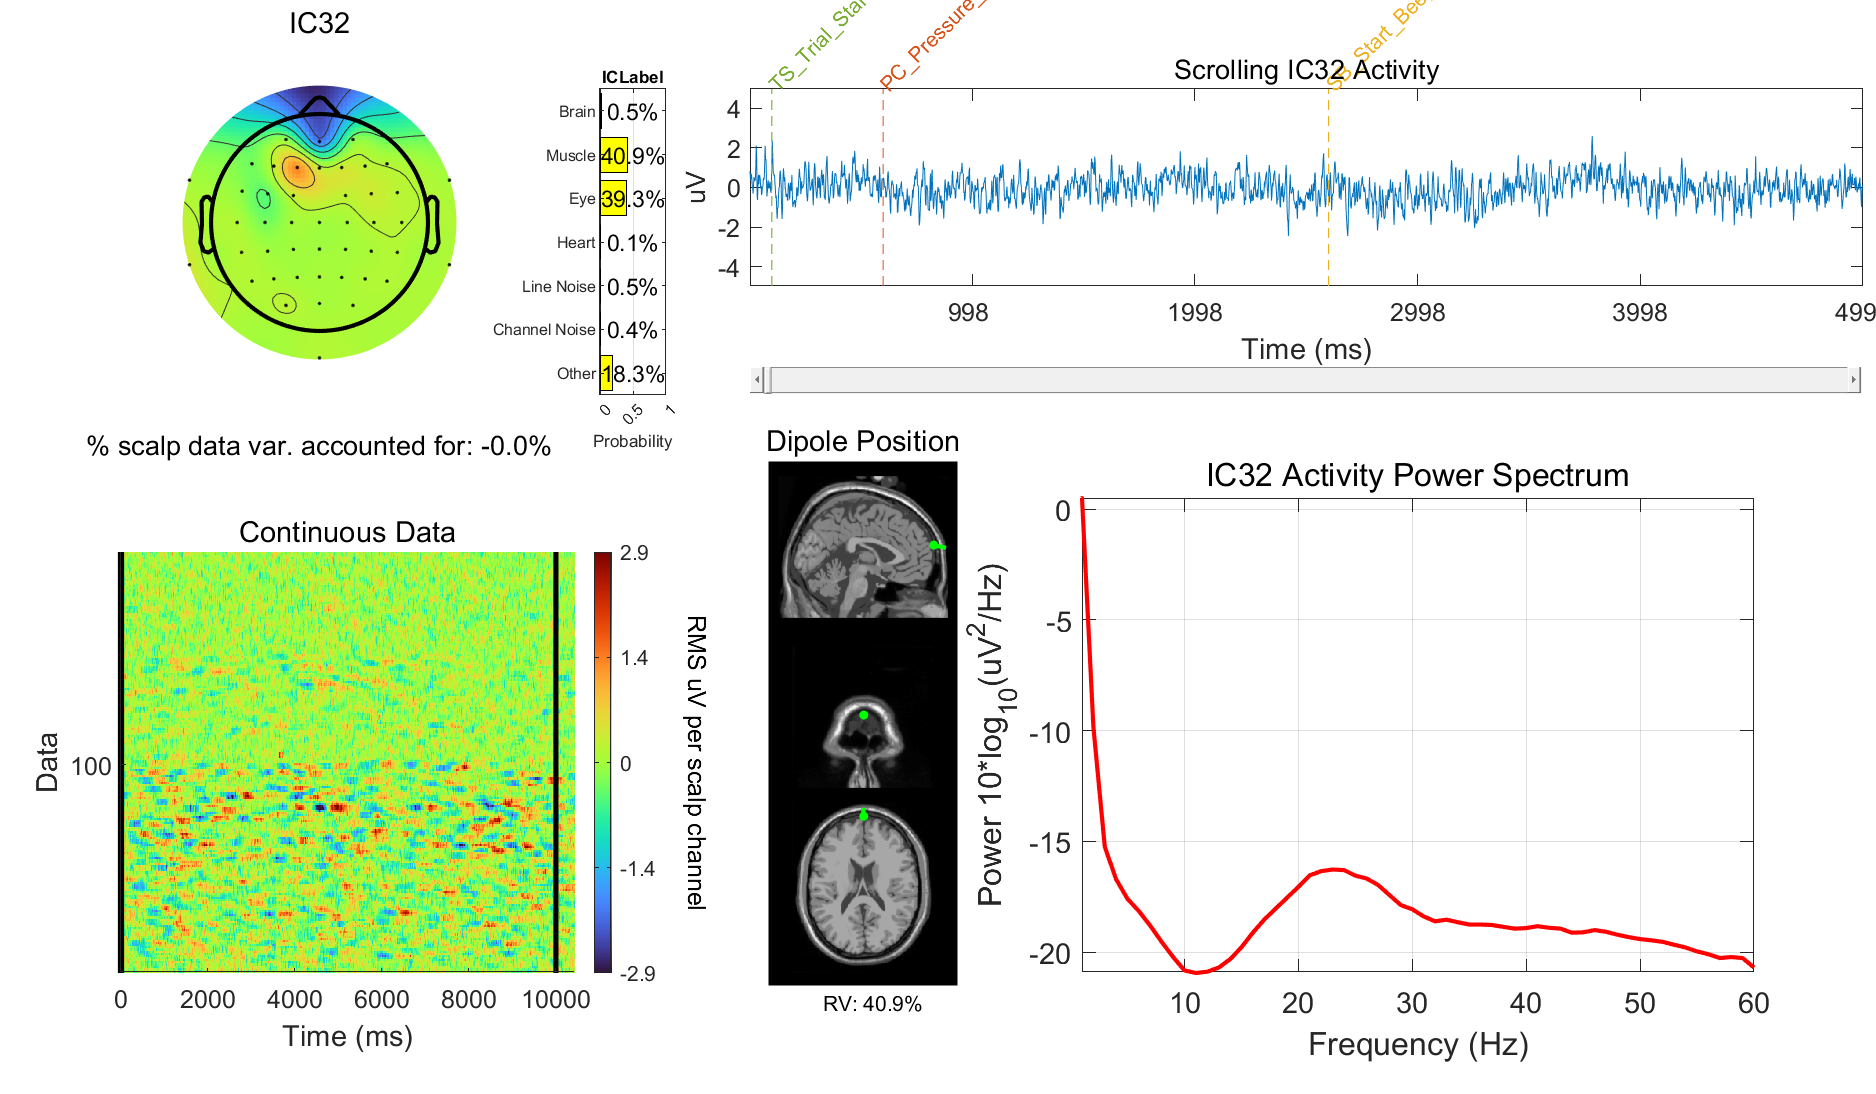 IC32
ICLabel
Brain 0.5%
Muscle 40.9%
Eye 39.3%
Heart 0.1%
Line Noise 0.5%
Channel Noise 0.4%
Other 18.3%
0 0.5 1
Probability
% scalp data var. accounted for: -0.0%
TS_Trial_Star
PC_Pressure_
SB_Start_Bee
Scrolling IC32 Activity
4
2
0
-2
-4
uV
998 1998 2998 3998 499
Time (ms)
Continuous Data
Data
100
0 2000 4000 6000 8000 10000
Time (ms)
2.9
1.4
0
-1.4
-2.9
RMS uV per scalp channel
Dipole Position
RV: 40.9%
IC32 Activity Power Spectrum
Power 10*log10(uV2/Hz)
0
-5
-10
-15
-20
10 20 30 40 50 60
Frequency (Hz)